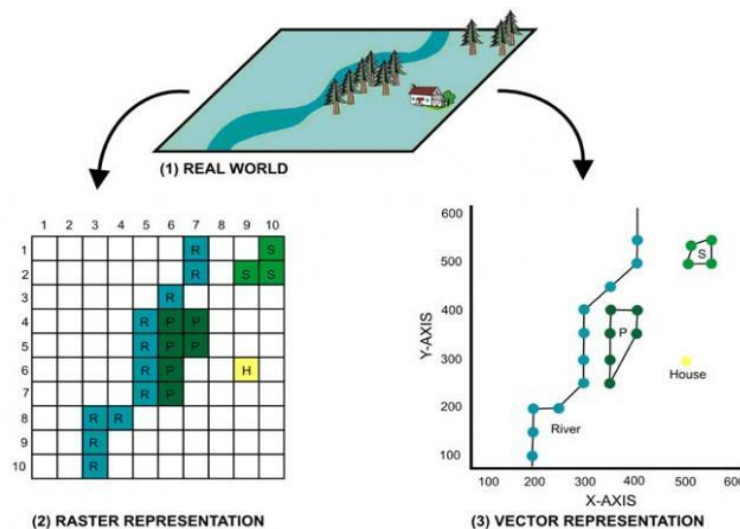 (1) REAL WORLD
1 2 3 4 5 6 7 8 9 10
1 R S
2 R S S
3 R
4 R P P
5 R P P
6 R P H
7 R P
8 R R
9 R
10 R
(2) RASTER REPRESENTATION
600
500
400
300
200
100
Y-AXIS
S
P
House
River
100 200 300 400 500 600
X-AXIS
(3) VECTOR REPRESENTATION